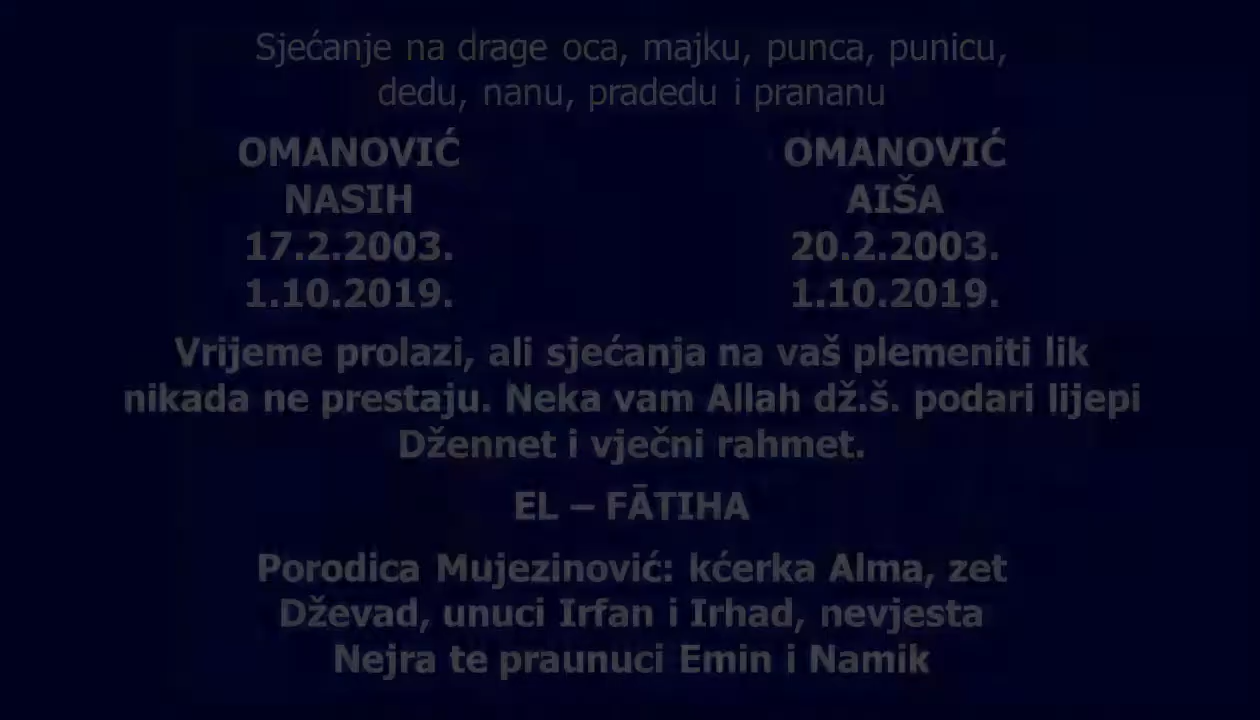 Sjećanje na drage oca, majku, punca, punicu,
dedu, nanu, pradedu i prananu
OMANOVIĆ
NASIH
17.2.2003.
1.10.2019.
OMANOVIĆ
AIŠA
20.2.2003.
1.10.2019.
Vrijeme prolazi, ali sjećanja na vaš plemeniti lik
nikada ne prestaju. Neka vam Allah dž.š. podari lijepi
Džennet i vječni rahmet.
EL – FĀTIHA
Porodica Mujezinović: kćerka Alma, zet
Dževad, unuci Irfan i Irhad, nevjesta
Nejra te praunuci Emin i Namik